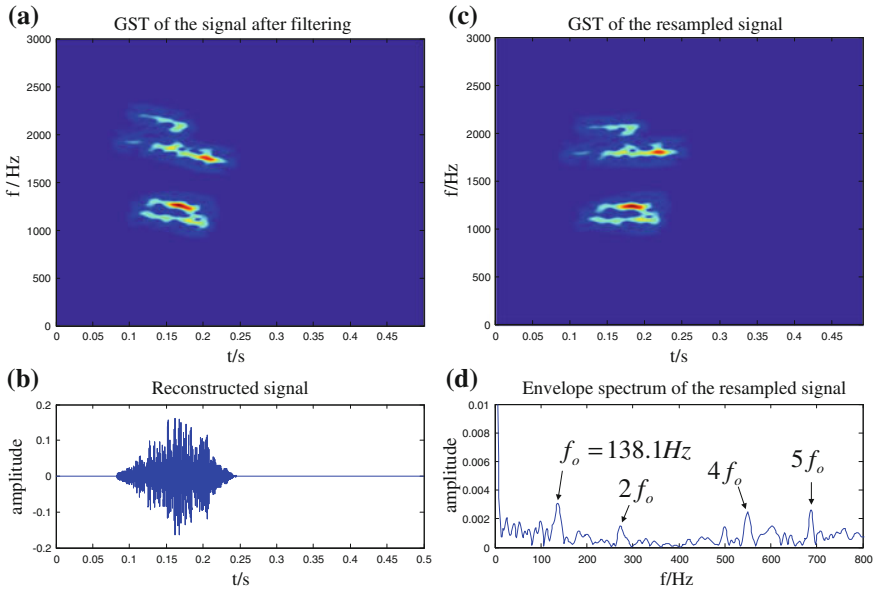 (a)
GST of the signal after filtering
3000
2500
2000
1500
1000
500
0
f / Hz
0 0.05 0.1 0.15 0.2 0.25 0.3 0.35 0.4 0.45
t/s
(c)
GST of the resampled signal
3000
2500
2000
1500
1000
500
0
f/Hz
0 0.05 0.1 0.15 0.2 0.25 0.3 0.35 0.4 0.45
t/s
(b)
Reconstructed signal
0.2
0.1
0
-0.1
-0.2
amplitude
0 0.05 0.1 0.15 0.2 0.25 0.3 0.35 0.4 0.45 0.5
t/s
(d)
Envelope spectrum of the resampled signal
0.01
0.008
0.006
0.004
0.002
0
amplitude
f_o = 138.1Hz
2f_o
4f_o
5f_o
0 100 200 300 400 500 600 700 800
f/Hz